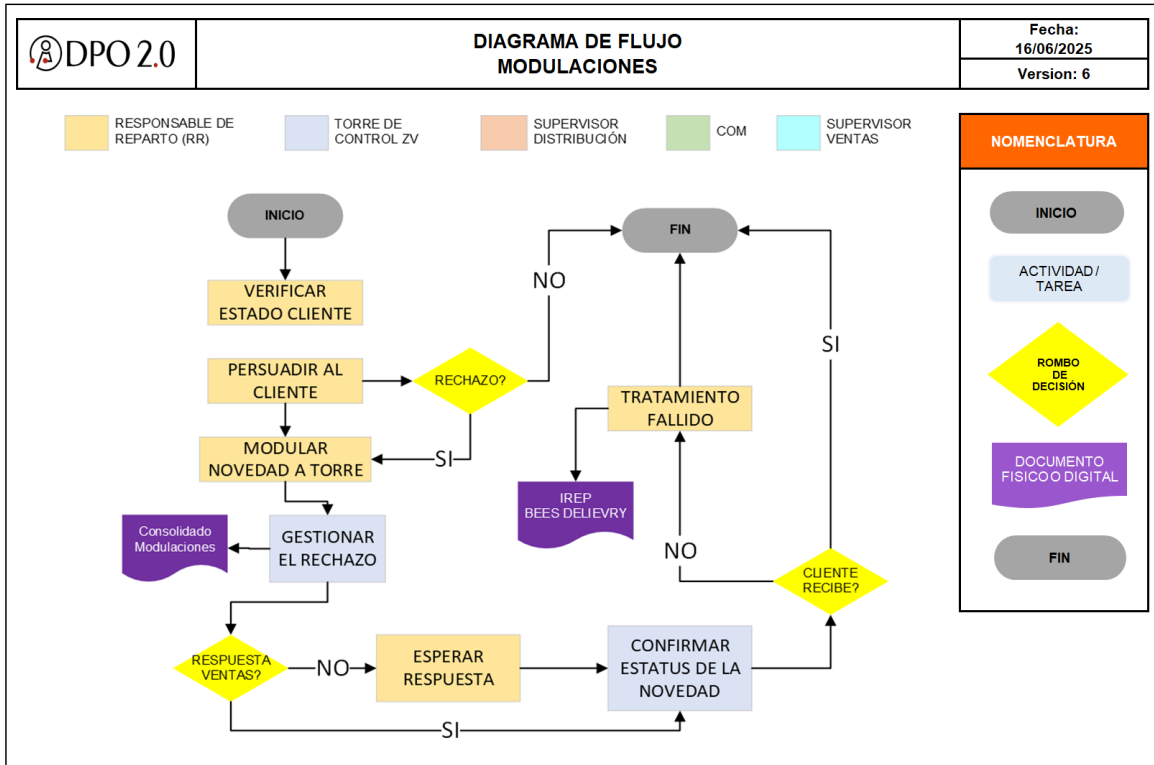 DPO 2.0
DIAGRAMA DE FLUJO
MODULACIONES
Fecha:
16/06/2025
Version: 6
RESPONSABLE DE
REPARTO (RR)
TORRE DE
CONTROL ZV
SUPERVISOR
DISTRIBUCIÓN
COM
SUPERVISOR
VENTAS
NOMENCLATURA
INICIO
ACTIVIDAD /
TAREA
ROMBO
DE
DECISIÓN
DOCUMENTO
FISICO O DIGITAL
FIN
INICIO
VERIFICAR
ESTADO CLIENTE
PERSUADIR AL
CLIENTE
RECHAZO?
NO
FIN
SI
MODULAR
NOVEDAD A TORRE
SI
TRATAMIENTO
FALLIDO
IREP
BEES DELIEVRY
Consolidado
Modulaciones
GESTIONAR
EL RECHAZO
NO
CLIENTE
RECIBE?
RESPUESTA
VENTAS?
NO
ESPERAR
RESPUESTA
CONFIRMAR
ESTATUS DE LA
NOVEDAD
SI